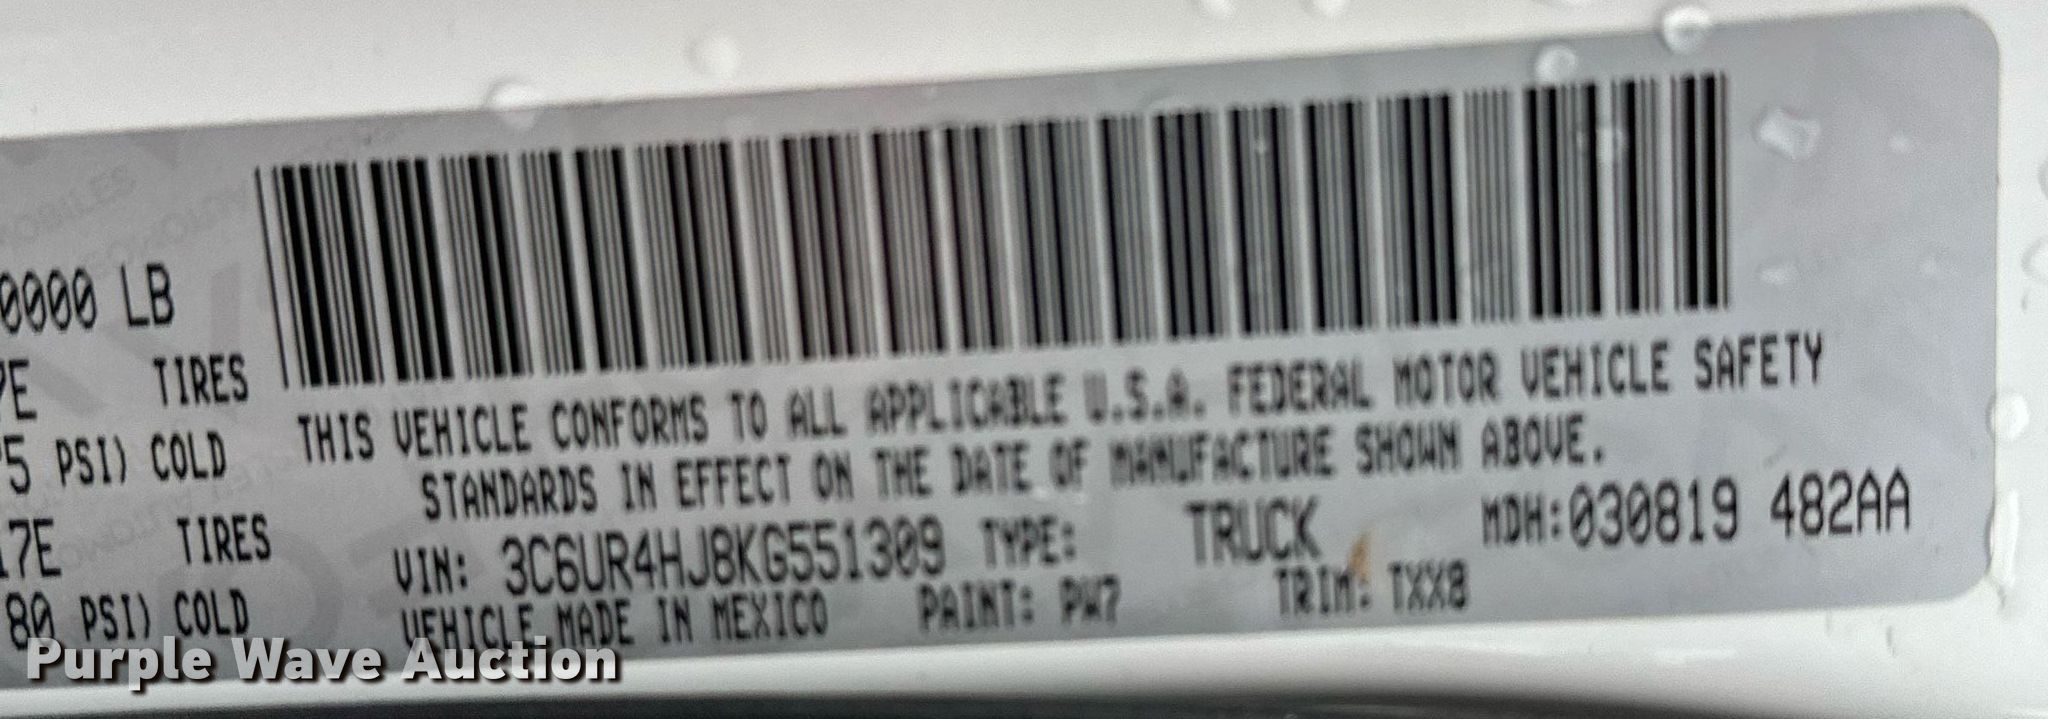 0000 LB
E TIRES
5 PSI) COLD
THIS VEHICLE CONFORMS TO ALL APPLICABLE U.S.A. FEDERAL MOTOR VEHICLE SAFETY
STANDARDS IN EFFECT ON THE DATE OF MANUFACTURE SHOWN ABOVE.
17E TIRES
VIN: 3C6UR4HJ8KG551309 TYPE: TRUCK MDH:030819 482AA
80 PSI) COLD
VEHICLE MADE IN MEXICO PAINT: PW7 TRIM: TXX8
Purple Wave Auction